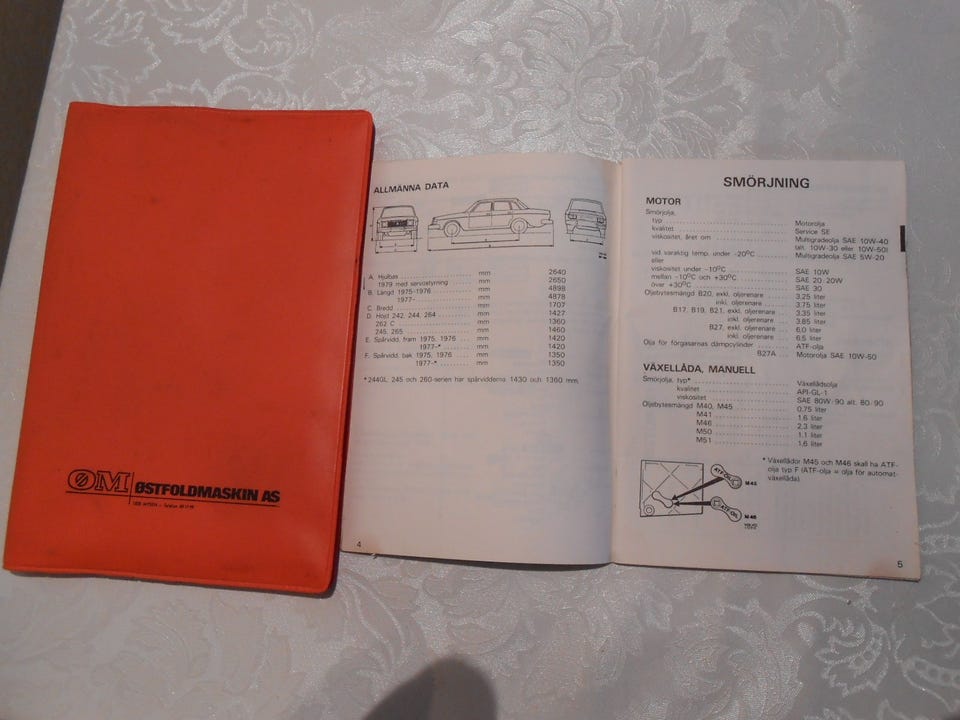 ØM ØSTFOLDMASKIN AS
ALLMÄNNA DATA
A. Hjulbas mm 2640
1979 med servostyrning mm 2650
B. Längd 1975-1976 mm 4898
1977- mm 4878
C. Bredd mm 1707
D. Höjd 242, 244, 264 mm 1427
262 C mm 1360
245, 265 mm 1460
E. Spårvidd, fram 1975, 1976 mm 1420
1977-* mm 1420
F. Spårvidd, bak 1975, 1976 mm 1350
1977-* mm 1350
* 244GL, 245 och 260-serien har spårvidderna 1430 och 1360 mm.
4
SMÖRJNING
MOTOR
Smörjolja,
typ Motorolja
kvalitet Service SE
viskositet, året om Multigradeolja SAE 10W-40
(alt. 10W-30 eller 10W-50)
vid varaktig temp. under -20°C Multigradeolja SAE 5W-20
eller
viskositet under -10°C SAE 10W
mellan -10°C och +30°C SAE 20-20W
över +30°C SAE 30
Oljebytesmängd B20, exkl. oljerenare 3,25 liter
inkl. oljerenare 3,75 liter
B17, B19, B21, exkl. oljerenare 3,35 liter
inkl. oljerenare 3,85 liter
B27, exkl. oljerenare 6,0 liter
inkl. oljerenare 6,5 liter
Olja för förgasarnas dämpcylinder ATF-olja
B27A Motorolja SAE 10W-50
VÄXELLÅDA, MANUELL
Smörjolja, typ* Växellådsolja
kvalitet API-GL-1
viskositet SAE 80W-90 alt. 80-90
Oljebytesmängd M40, M45 0,75 liter
M41 1,6 liter
M46 2,3 liter
M50 1,1 liter
M51 1,6 liter
* Växellådor M45 och M46 skall ha ATF-
olja typ F (ATF-olja = olja för automat.
växellåda).
ATF-OIL
M 45
ATF-OIL
M-46
VOLVO
5